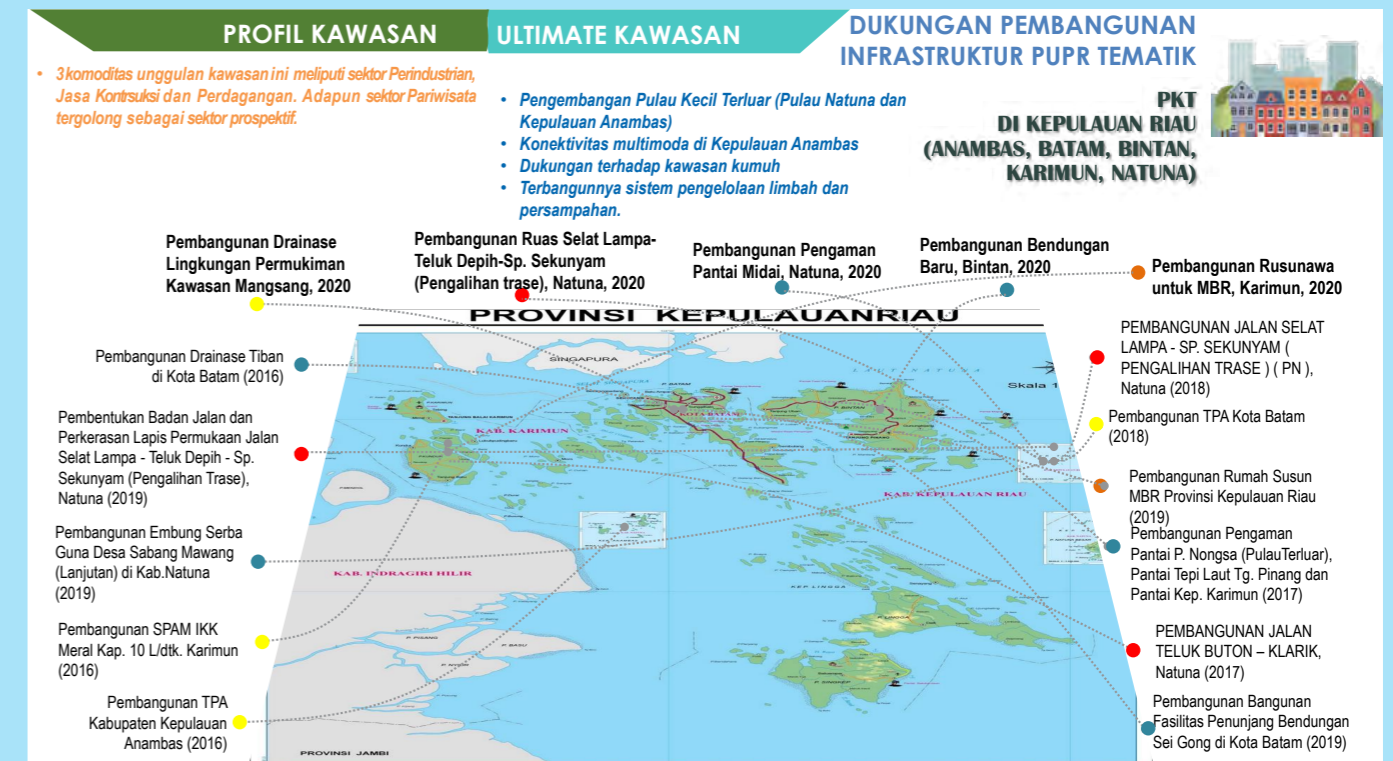 PROFIL KAWASAN
ULTIMATE KAWASAN
DUKUNGAN PEMBANGUNAN
INFRASTRUKTUR PUPR TEMATIK
• 3 komoditas unggulan kawasan ini meliputi sektor Perindustrian,
Jasa Kontrsuksi dan Perdagangan. Adapun sektor Pariwisata
tergolong sebagai sektor prospektif.
• Pengembangan Pulau Kecil Terluar (Pulau Natuna dan
Kepulauan Anambas)
• Konektivitas multimoda di Kepulauan Anambas
• Dukungan terhadap kawasan kumuh
• Terbangunnya sistem pengelolaan limbah dan
persampahan.
PKT
DI KEPULAUAN RIAU
(ANAMBAS, BATAM, BINTAN,
KARIMUN, NATUNA)
Pembangunan Drainase
Lingkungan Permukiman
Kawasan Mangsang, 2020
Pembangunan Ruas Selat Lampa-
Teluk Depih-Sp. Sekunyam
(Pengalihan trase), Natuna, 2020
Pembangunan Pengaman
Pantai Midai, Natuna, 2020
Pembangunan Bendungan
Baru, Bintan, 2020
Pembangunan Rusunawa
untuk MBR, Karimun, 2020
PROVINSI KEPULAUANRIAU
Pembangunan Drainase Tiban
di Kota Batam (2016)
Pembentukan Badan Jalan dan
Perkerasan Lapis Permukaan Jalan
Selat Lampa - Teluk Depih - Sp.
Sekunyam (Pengalihan Trase),
Natuna (2019)
Pembangunan Embung Serba
Guna Desa Sabang Mawang
(Lanjutan) di Kab.Natuna
(2019)
Pembangunan SPAM IKK
Meral Kap. 10 L/dtk. Karimun
(2016)
Pembangunan TPA
Kabupaten Kepulauan
Anambas (2016)
SINGAPURA
Skala 1
P. BATAM
KOTA BATAM
P. BINTAN
KAB. KARIMUN
KAB. KEPULAUAN RIAU
KAB. INDRAGIRI HILIR
KEP. LINGGA
P. LINGGA
P. SINGKEP
P. BASU
PROVINSI JAMBI
PEMBANGUNAN JALAN SELAT
LAMPA - SP. SEKUNYAM (
PENGALIHAN TRASE ) ( PN ),
Natuna (2018)
Pembangunan TPA Kota Batam
(2018)
Pembangunan Rumah Susun
MBR Provinsi Kepulauan Riau
(2019)
Pembangunan Pengaman
Pantai P. Nongsa (PulauTerluar),
Pantai Tepi Laut Tg. Pinang dan
Pantai Kep. Karimun (2017)
PEMBANGUNAN JALAN
TELUK BUTON – KLARIK,
Natuna (2017)
Pembangunan Bangunan
Fasilitas Penunjang Bendungan
Sei Gong di Kota Batam (2019)